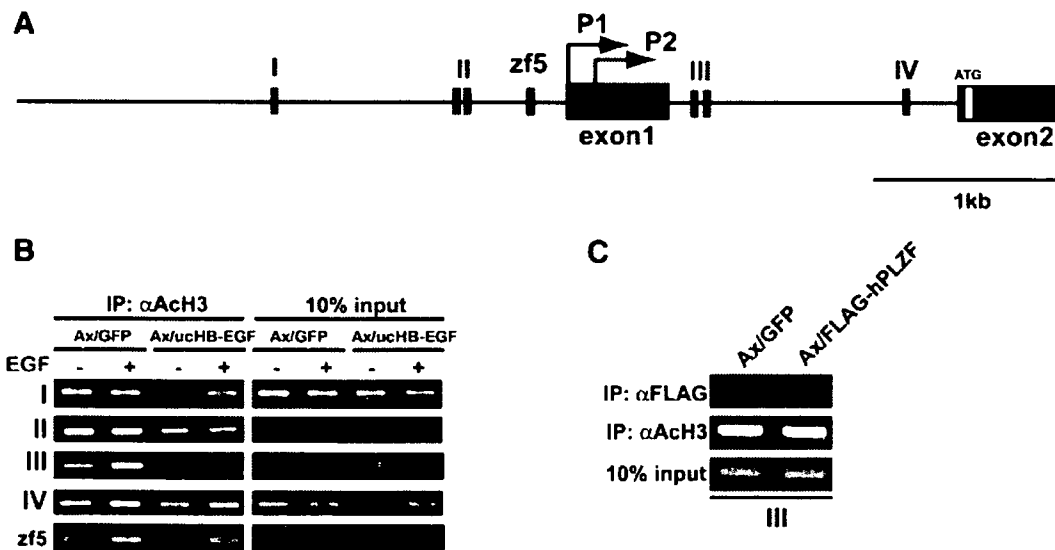 A
I
II
zf5
P1
P2
III
IV
ATG
exon1
exon2
1kb
B
IP: αAcH3
10% input
Ax/GFP
Ax/ucHB-EGF
Ax/GFP
Ax/ucHB-EGF
EGF - + - + - + - +
I
II
III
IV
zf5
C
Ax/GFP
Ax/FLAG-hPLZF
IP: αFLAG
IP: αAcH3
10% input
III